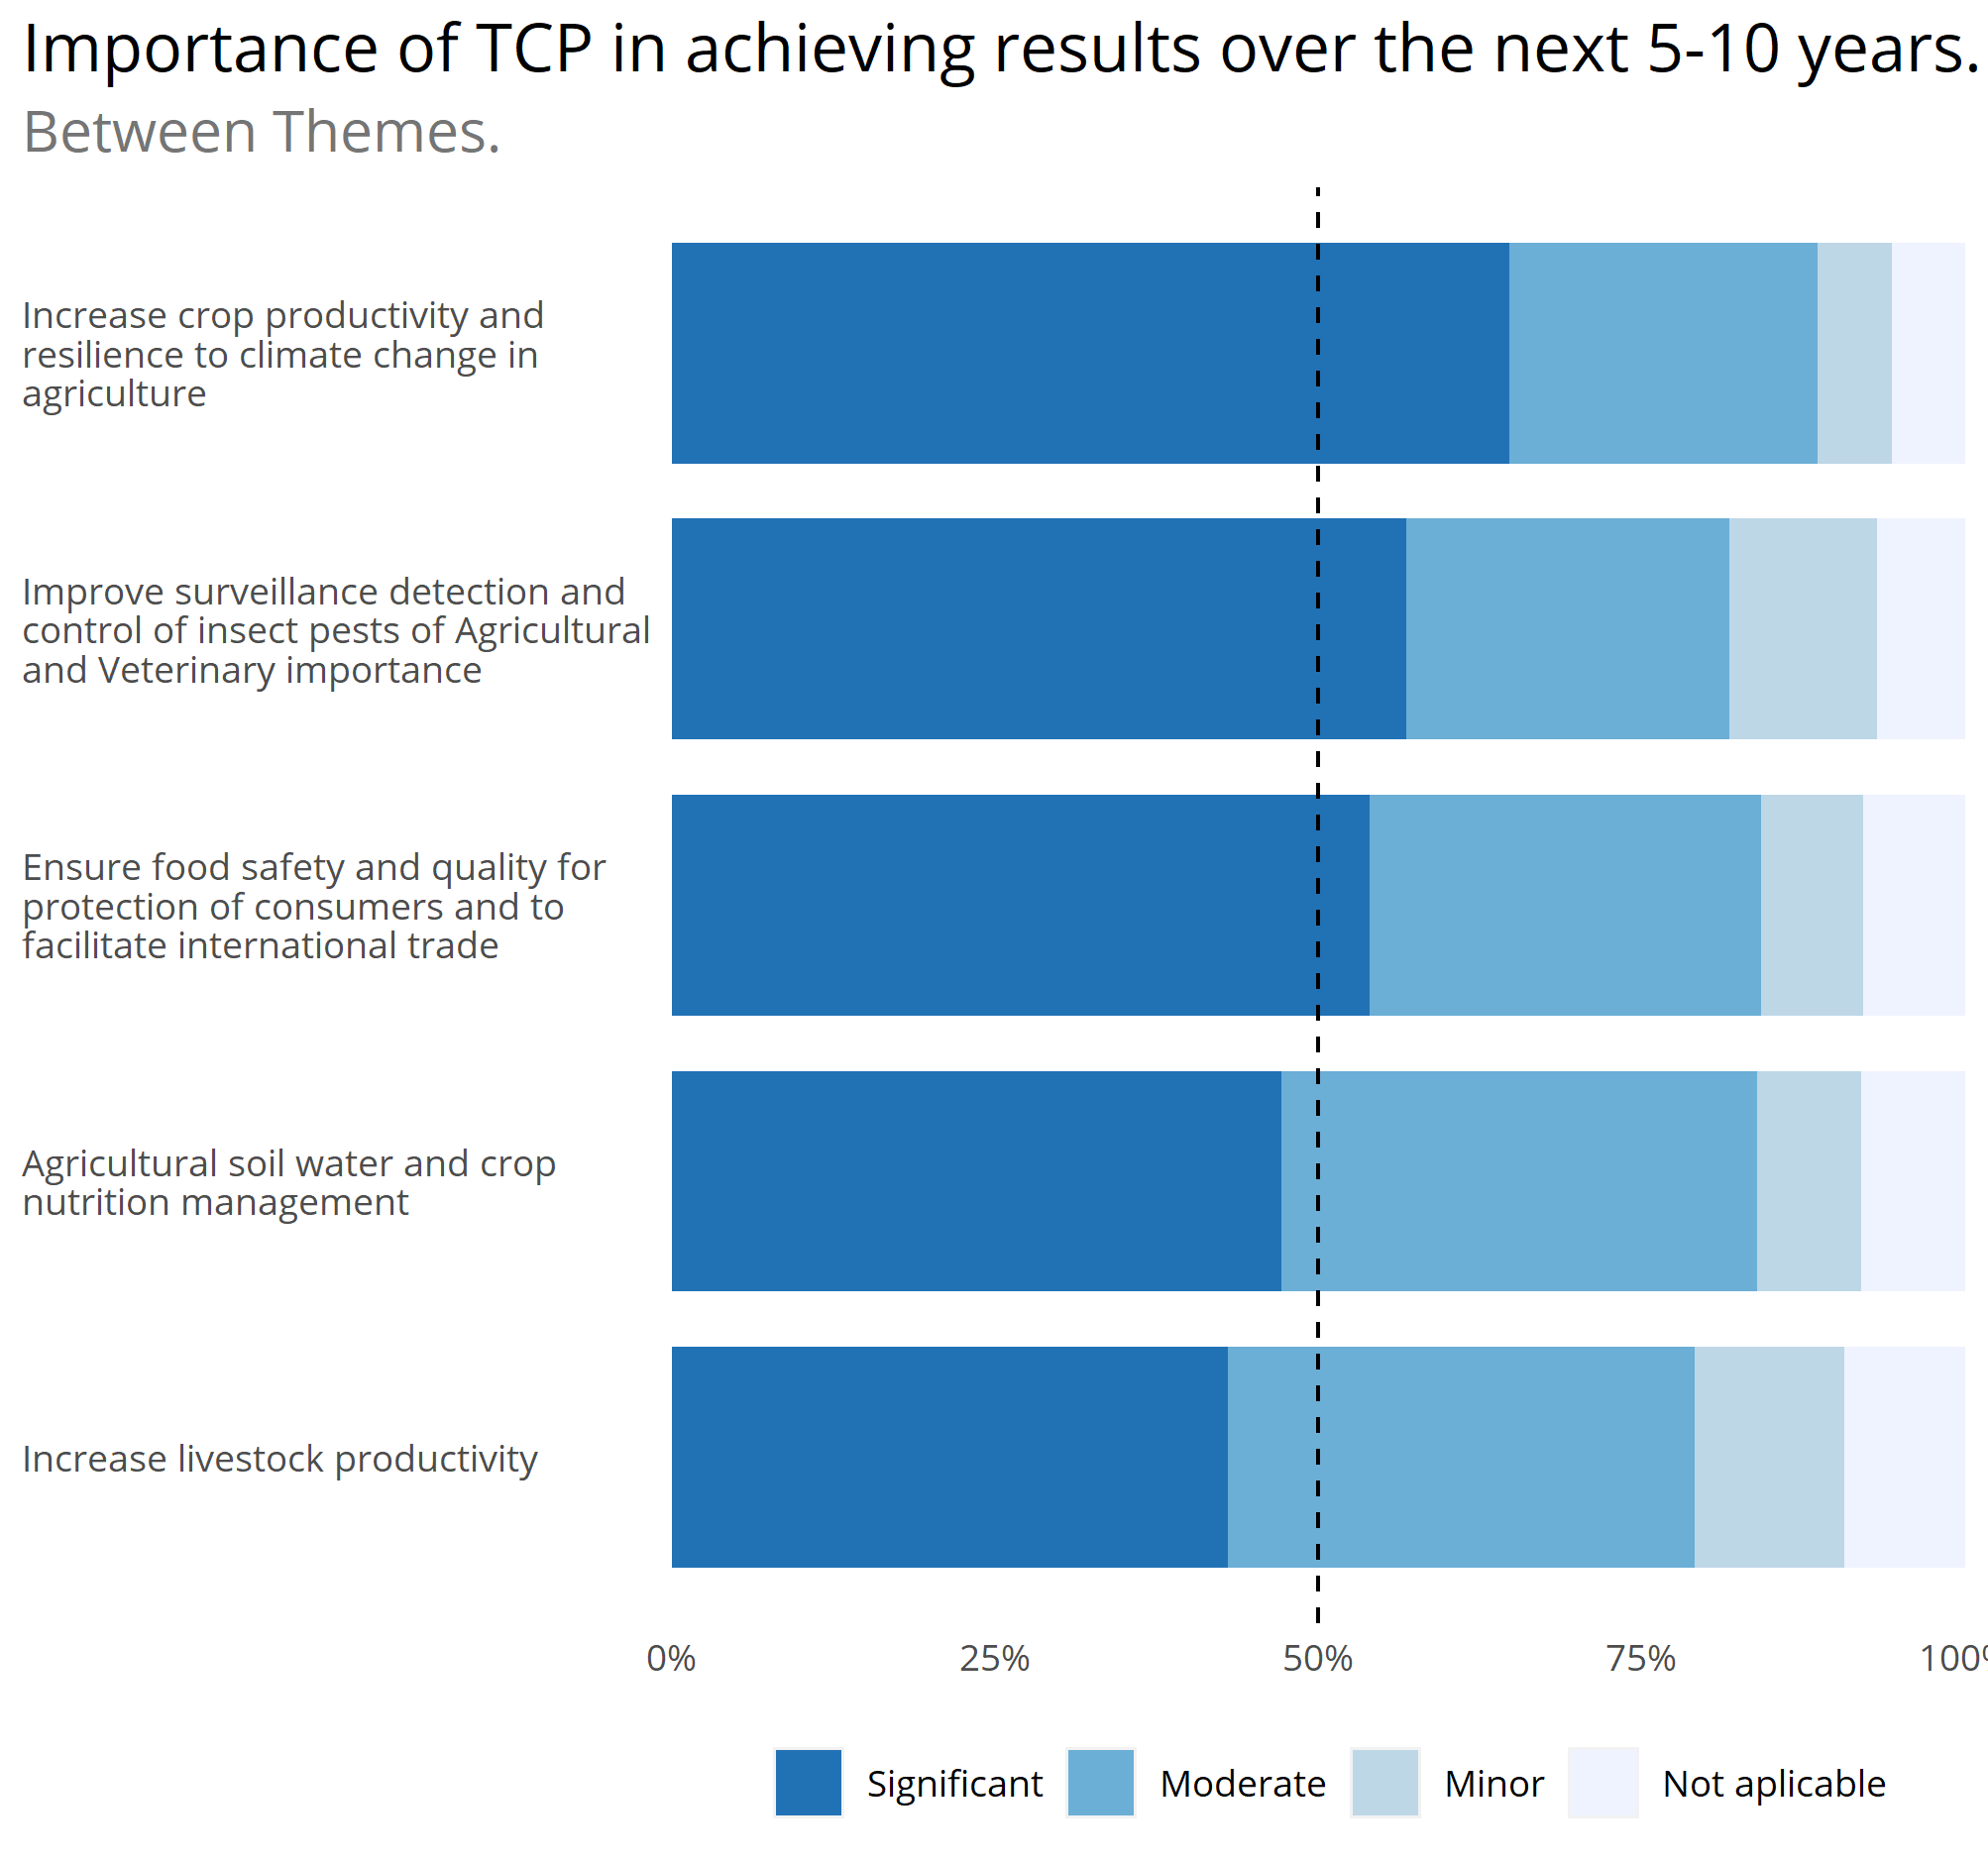 Importance of TCP in achieving results over the next 5-10 years.
Between Themes.
Increase crop productivity and
resilience to climate change in
agriculture
Improve surveillance detection and
control of insect pests of Agricultural
and Veterinary importance
Ensure food safety and quality for
protection of consumers and to
facilitate international trade
Agricultural soil water and crop
nutrition management
Increase livestock productivity
0% 25% 50% 75% 100%
Significant Moderate Minor Not aplicable